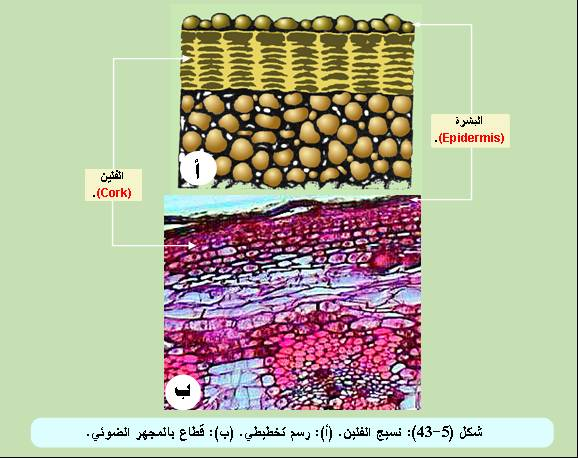 البشرة
(Epidermis).
أ
الفلين
(Cork).
ب
شكل (5-43): نسيج الفلين. (أ): رسم تخطيطي. (ب): قطاع بالمجهر الضوئي.